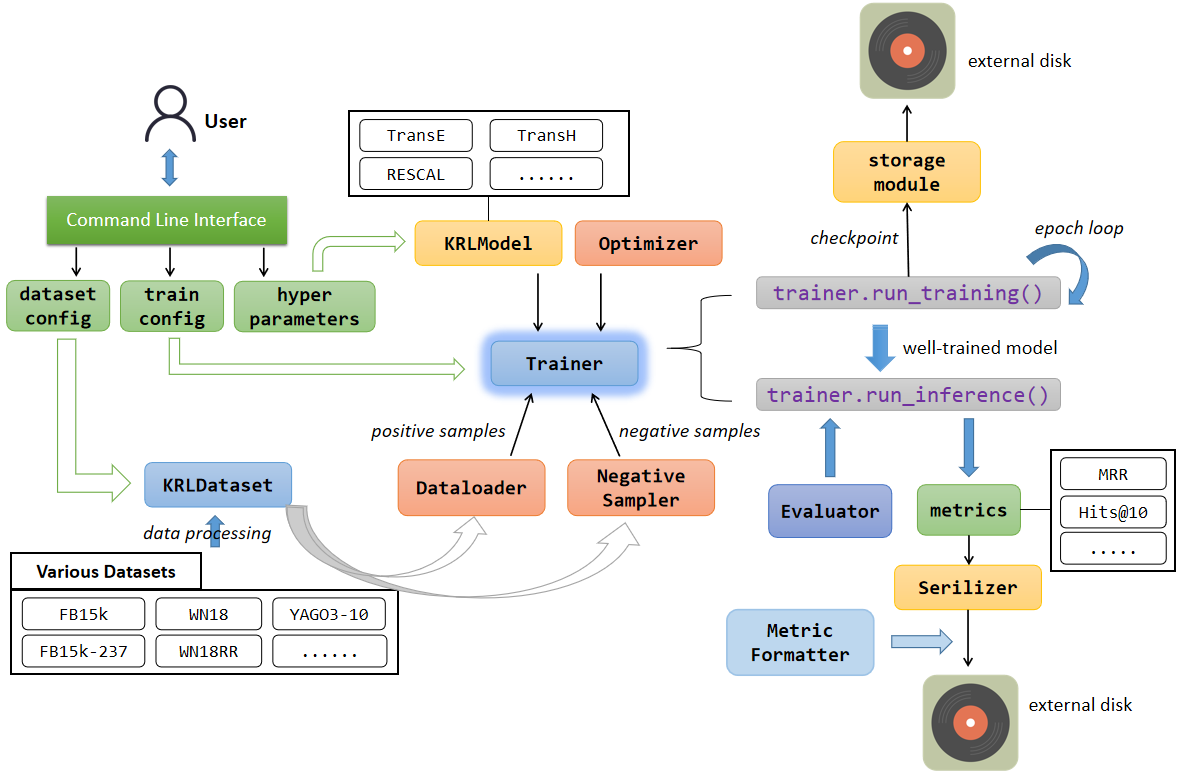 external disk
User
TransE
TransH
RESCAL
......
storage
module
Command Line Interface
checkpoint
epoch loop
KRLModel
Optimizer
dataset
config
train
config
hyper
parameters
trainer.run_training()
Trainer
well-trained model
trainer.run_inference()
positive samples
negative samples
KRLDataset
Dataloader
Negative
Sampler
Evaluator
metrics
MRR
Hits@10
.....
data processing
Various Datasets
FB15k
WN18
YAGO3-10
FB15k-237
WN18RR
......
Serilizer
Metric
Formatter
external disk